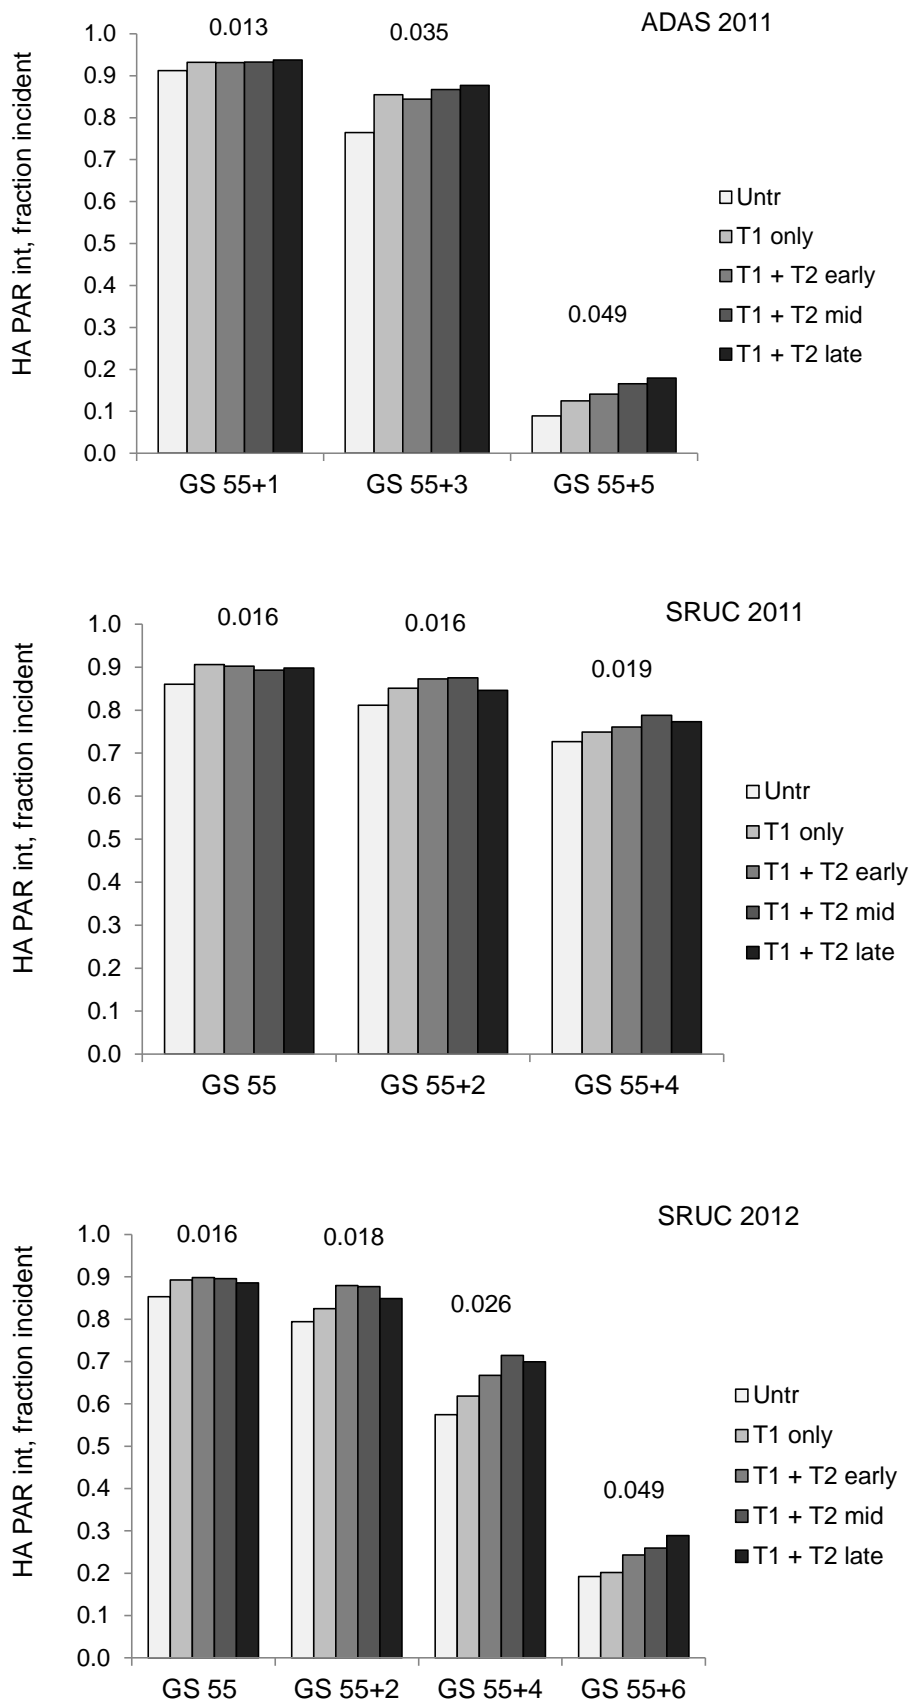 ADAS 2011
HA PAR int, fraction incident
1.0
0.9
0.8
0.7
0.6
0.5
0.4
0.3
0.2
0.1
0.0
0.013
0.035
0.049
GS 55+1
GS 55+3
GS 55+5
Untr
T1 only
T1 + T2 early
T1 + T2 mid
T1 + T2 late
SRUC 2011
HA PAR int, fraction incident
1.0
0.9
0.8
0.7
0.6
0.5
0.4
0.3
0.2
0.1
0.0
0.016
0.016
0.019
GS 55
GS 55+2
GS 55+4
Untr
T1 only
T1 + T2 early
T1 + T2 mid
T1 + T2 late
SRUC 2012
HA PAR int, fraction incident
1.0
0.9
0.8
0.7
0.6
0.5
0.4
0.3
0.2
0.1
0.0
0.016
0.018
0.026
0.049
GS 55
GS 55+2
GS 55+4
GS 55+6
Untr
T1 only
T1 + T2 early
T1 + T2 mid
T1 + T2 late